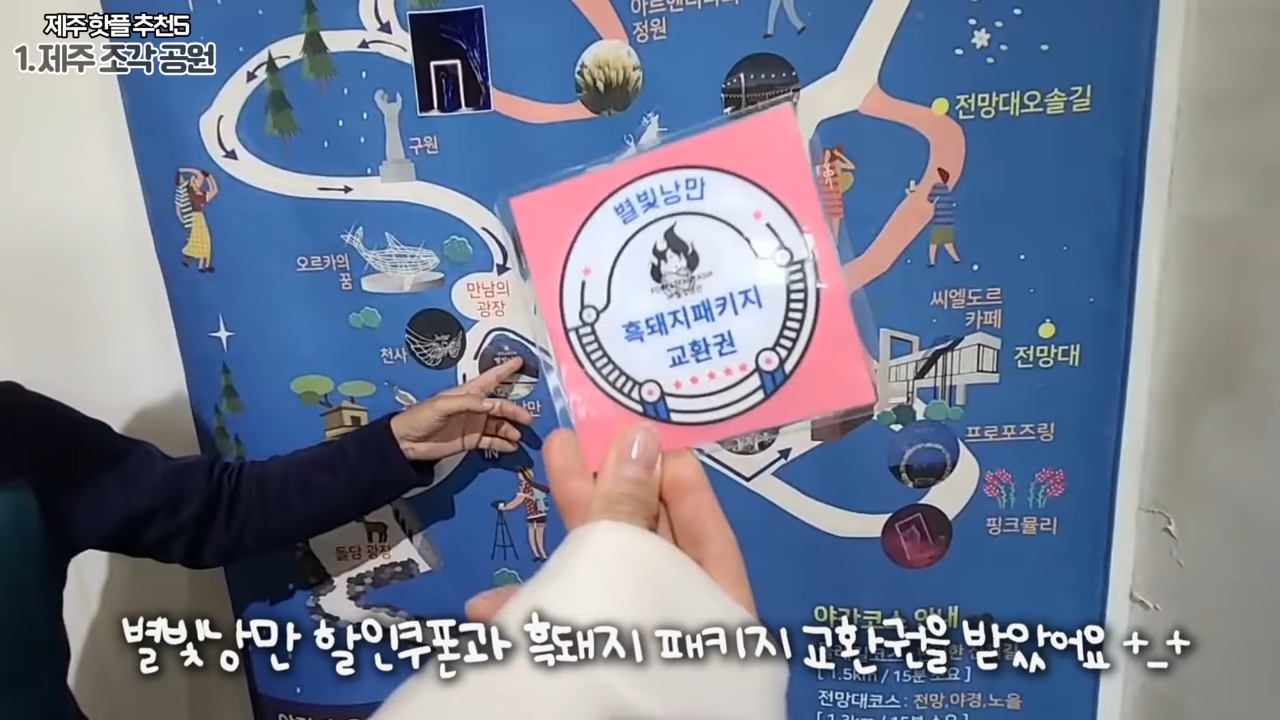 제주 핫플 추천5
1. 제주 조각 공원
정원
구원
전망대오솔길
오르카의
꿈
만남의
광장
천사
별빛낭만
흑돼지패키지
교환권
씨엘도르
카페
전망대
프로포즈링
핑크뮬리
돌담 광장
별빛낭만 할인쿠폰과 흑돼지 패키지 교환권을 받았어요 +_+
야간코스 안내
[ 1.5km / 15분 소요 ]
전망대코스 : 전망,야경,노을